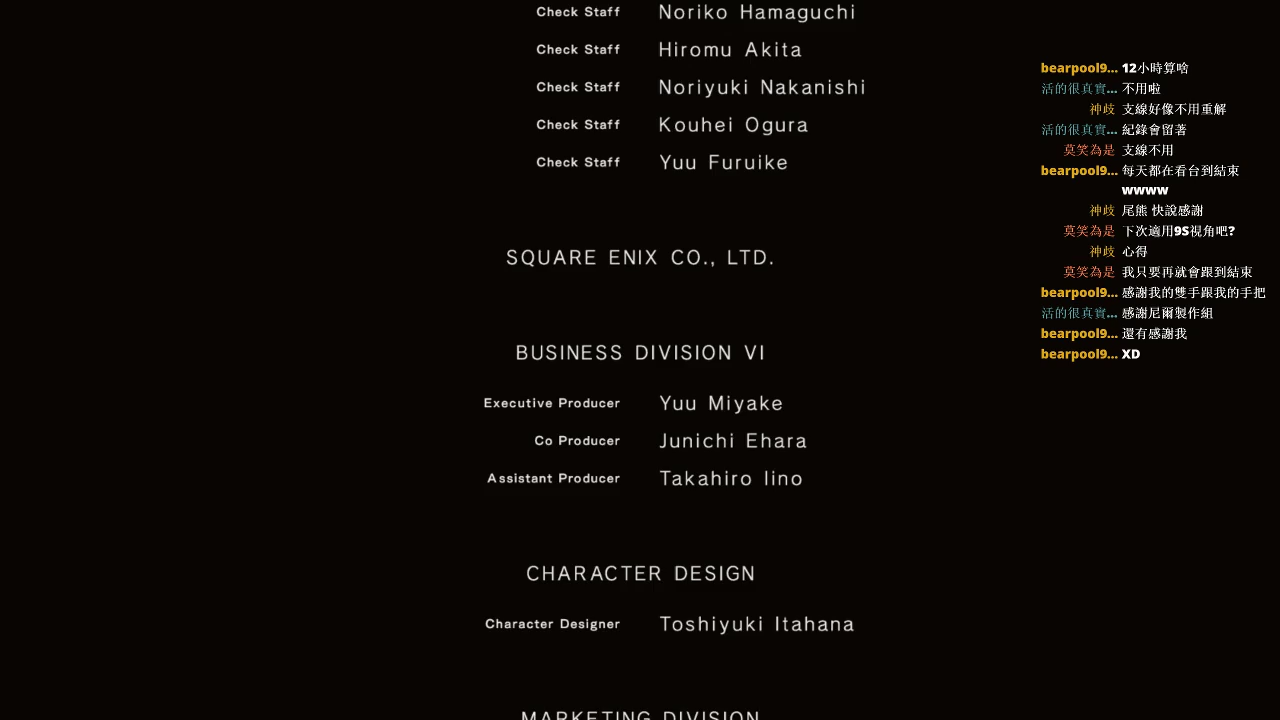 Check Staff Noriko Hamaguchi
Check Staff Hiromu Akita
Check Staff Noriyuki Nakanishi
Check Staff Kouhei Ogura
Check Staff Yuu Furuike
SQUARE ENIX CO., LTD.
BUSINESS DIVISION VI
Executive Producer Yuu Miyake
Co Producer Junichi Ehara
Assistant Producer Takahiro Iino
CHARACTER DESIGN
Character Designer Toshiyuki Itahana
MARKETING DIVISION
bearpool9... 12小時算啥
活的很真實... 不用啦
神歧 支線好像不用重解
活的很真實... 紀錄會留著
莫笑為是 支線不用
bearpool9... 每天都在看台到結束
wwww
神歧 尾熊 快說感謝
莫笑為是 下次適用9S視角吧?
神歧 心得
莫笑為是 我只要再就會跟到結束
bearpool9... 感謝我的雙手跟我的手把
活的很真實... 感謝尼爾製作組
bearpool9... 還有感謝我
bearpool9... XD